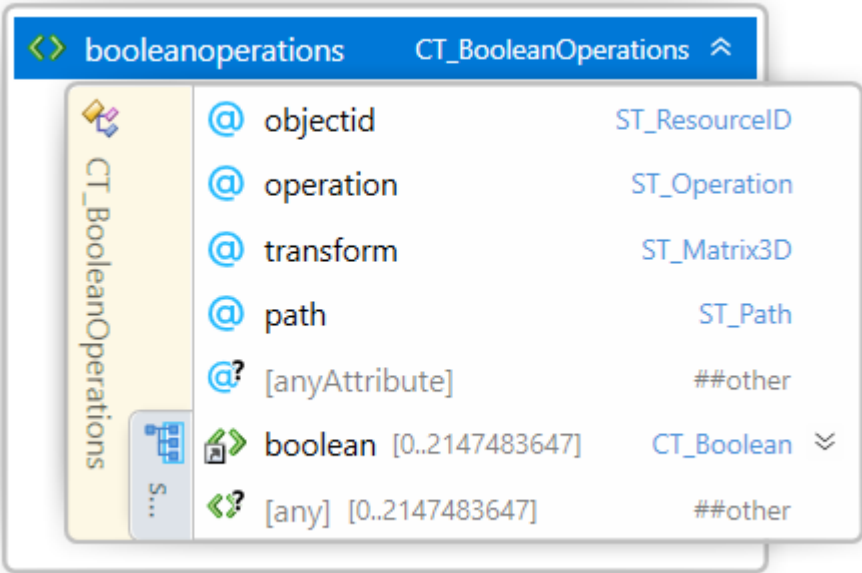 booleanoperations CT_BooleanOperations
CT_BooleanOperations
objectid ST_ResourceID
operation ST_Operation
transform ST_Matrix3D
path ST_Path
[anyAttribute] ##other
S...
boolean [0..2147483647] CT_Boolean
[any] [0..2147483647] ##other